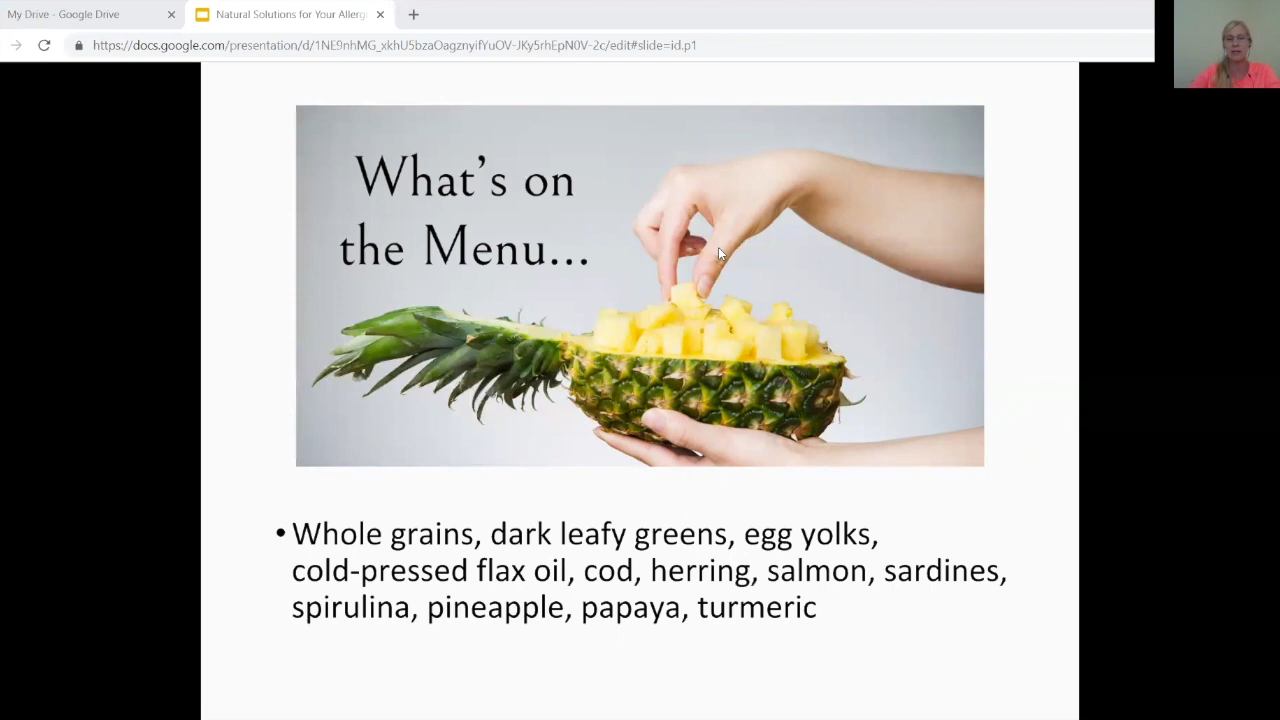 My Drive - Google Drive
Natural Solutions for Your Allerg
https://docs.google.com/presentation/d/1NE9nhMG_xkhU5bzaOagznyifYuOV-JKy5rhEpN0V-2c/edit#slide=id.p1
What's on
the Menu...
•Whole grains, dark leafy greens, egg yolks,
cold-pressed flax oil, cod, herring, salmon, sardines,
spirulina, pineapple, papaya, turmeric